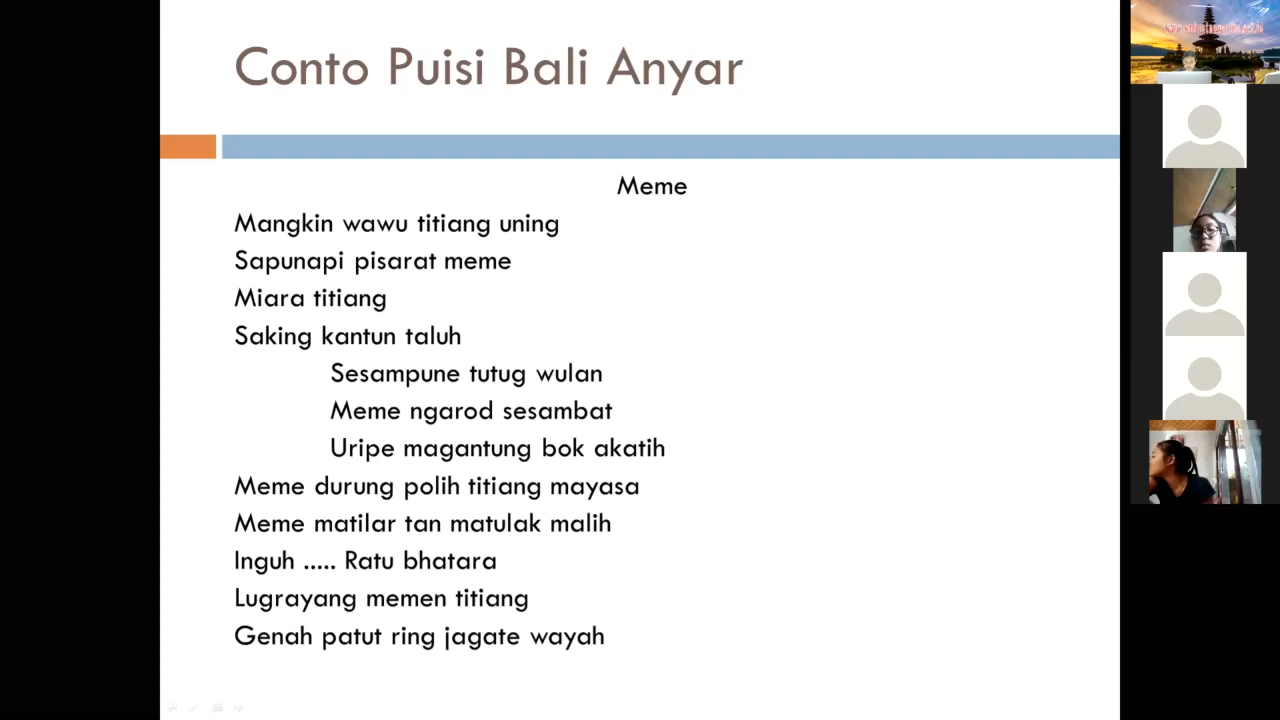 Conto Puisi Bali Anyar
Meme
Mangkin wawu titiang uning
Sapunapi pisarat meme
Miara titiang
Saking kantun taluh
Sesampune tutug wulan
Meme ngarod sesambat
Uripe magantung bok akatih
Meme durung polih titiang mayasa
Meme matilar tan matulak malih
Inguh ..... Ratu bhatara
Lugrayang memen titiang
Genah patut ring jagate wayah